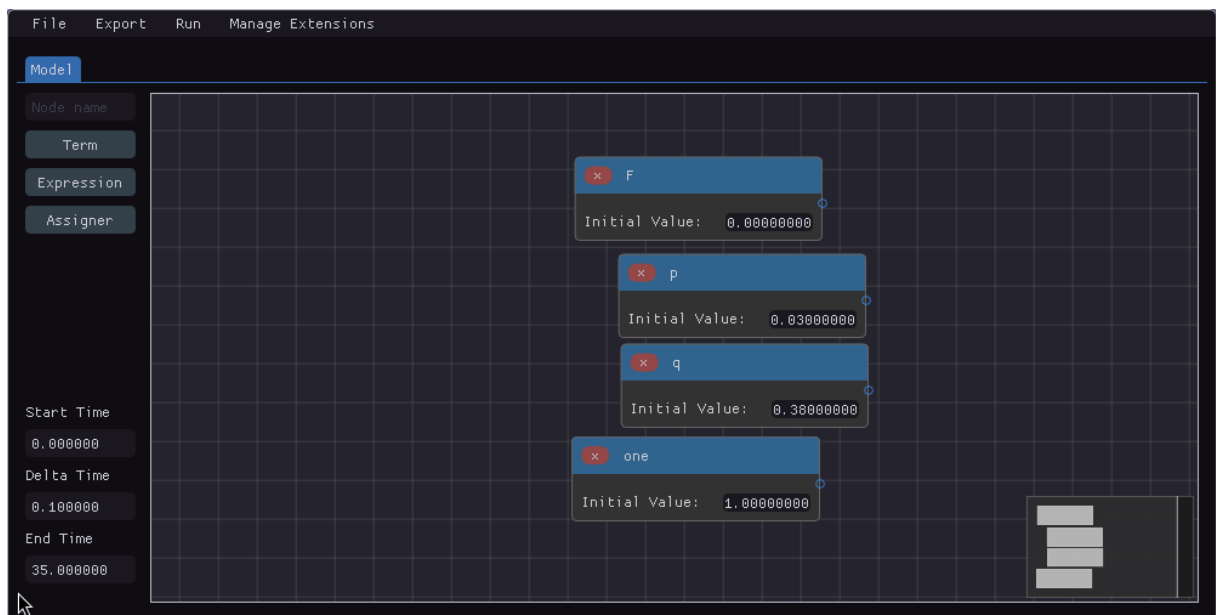 File Export Run Manage Extensions
Model
Node name
Term
Expression
Assigner
× F
Initial Value: 0.00000000
× p
Initial Value: 0.03000000
× q
Initial Value: 0.38000000
× one
Initial Value: 1.00000000
Start Time
0.000000
Delta Time
0.100000
End Time
35.000000